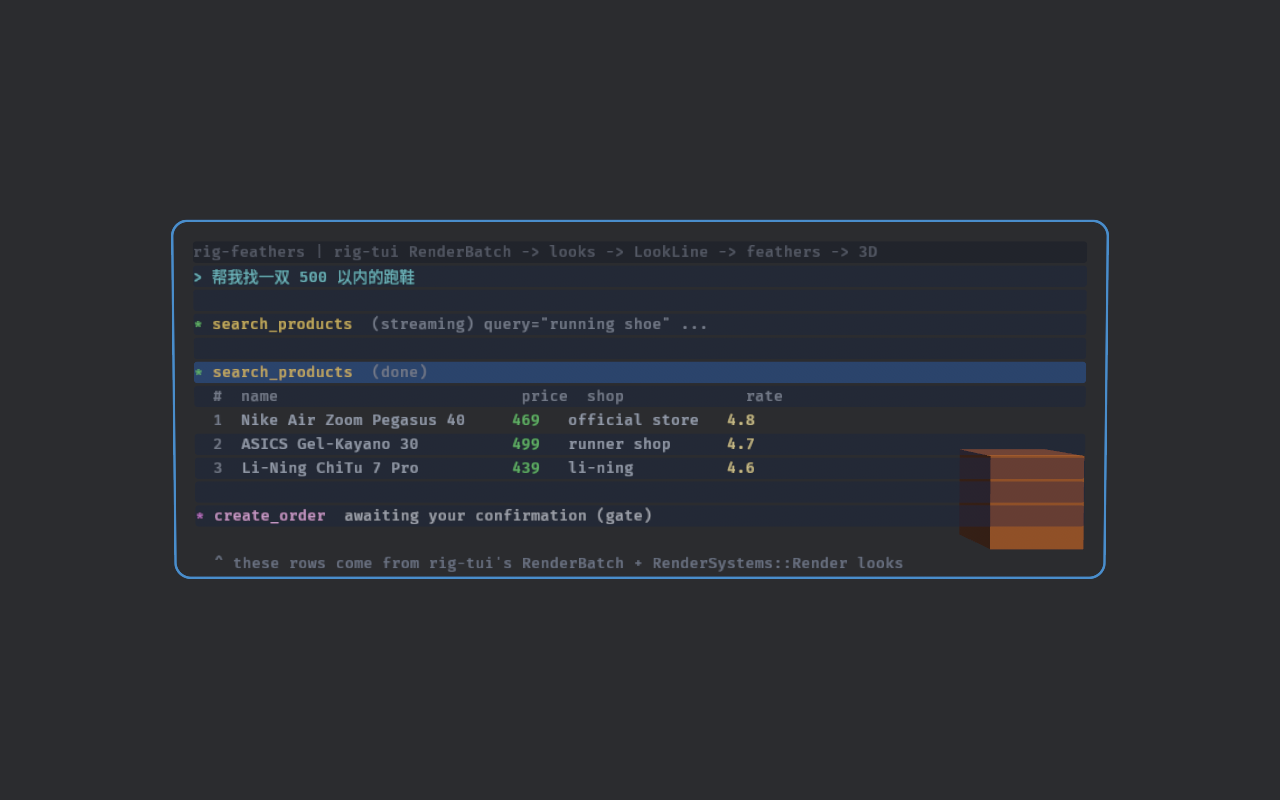 rig-feathers | rig-tui RenderBatch -> looks -> LookLine -> feathers -> 3D
> 帮我找一双 500 以内的跑鞋
* search_products (streaming) query="running shoe" ...
* search_products (done)
# name price shop rate
1 Nike Air Zoom Pegasus 40 469 official store 4.8
2 ASICS Gel-Kayano 30 499 runner shop 4.7
3 Li-Ning ChiTu 7 Pro 439 li-ning 4.6
* create_order awaiting your confirmation (gate)
^ these rows come from rig-tui's RenderBatch + RenderSystems::Render looks